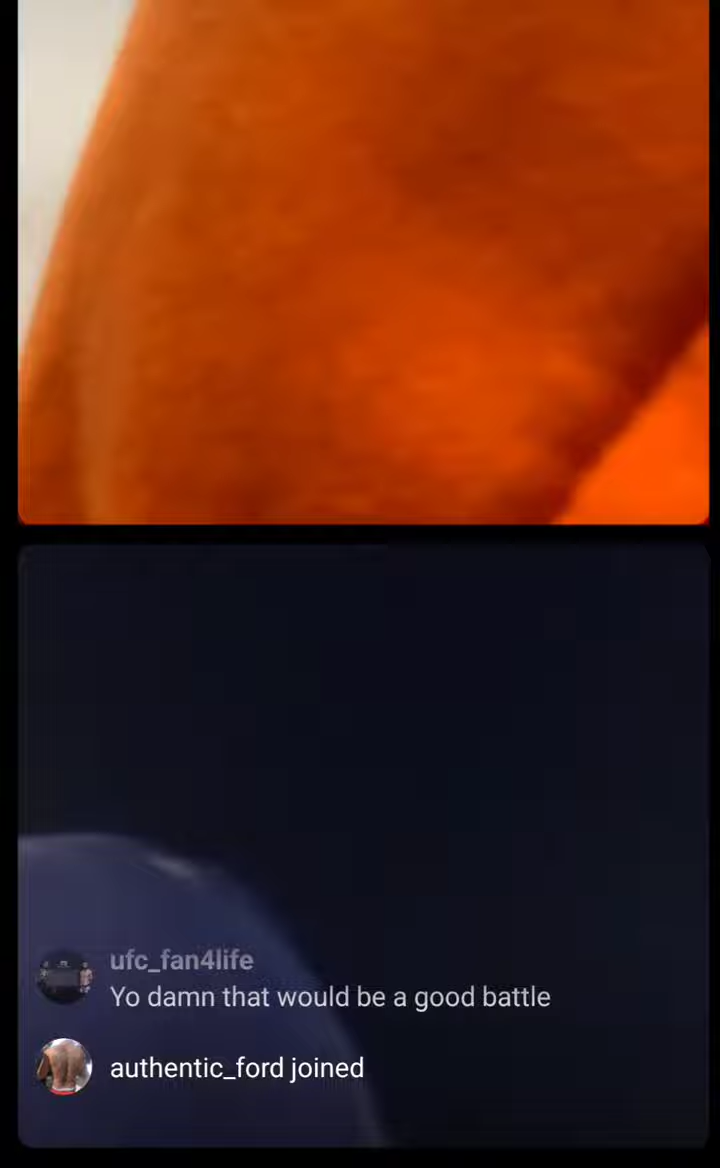 ufc_fan4life
Yo damn that would be a good battle
authentic_ford joined